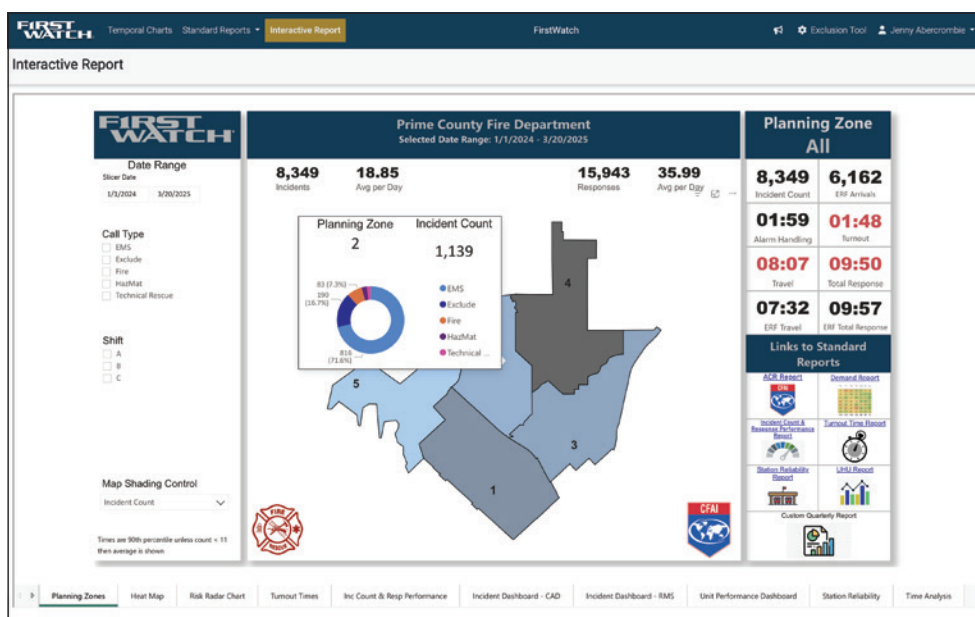 FIRST
WATCH
Temporal Charts Standard Reports Interactive Report FirstWatch Exclusion Tool Jenny Abercrombie
Interactive Report
FIRST
WATCH
Date Range
Slicer Date
1/1/2024 3/20/2025
Call Type
EMS
Exclude
Fire
HazMat
Technical Rescue
Shift
A
B
C
Map Shading Control
Incident Count
Times are 90th percentile unless count < 11
then average is shown
Prime County Fire Department
Selected Date Range: 1/1/2024 - 3/20/2025
8,349 18.85 15,943 35.99
Incidents Avg per Day Responses Avg per Day
Planning Zone Incident Count
2 1,139
83 (7.3%)
190
(16.7%)
816
(71.6%)
EMS
Exclude
Fire
HazMat
Technical ...
4
5
3
1
FIRE
RESCUE
CFAI
Planning Zone
All
8,349 6,162
Incident Count ERF Arrivals
01:59 01:48
Alarm Handling Turnout
08:07 09:50
Travel Total Response
07:32 09:57
ERF Travel ERF Total Response
Links to Standard
Reports
ACR Report Demand Report
CFAI
Incident Count &
Response Performance
Report
Turnout Time Report
Station Reliability
Report
UHU Report
Custom Quarterly Report
Planning Zones Heat Map Risk Radar Chart Turnout Times Inc Count & Resp Performance Incident Dashboard - CAD Incident Dashboard - RMS Unit Performance Dashboard Station Reliability Time Analysis